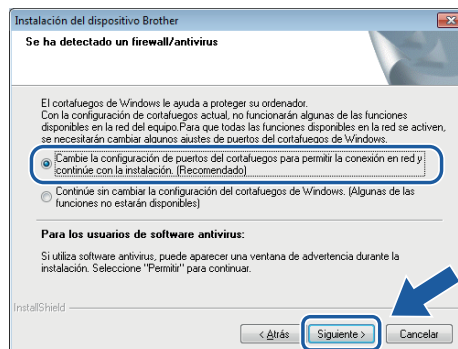 Instalación del dispositivo Brother
Se ha detectado un firewall/antivirus
El cortafuegos de Windows le ayuda a proteger su ordenador.
Con la configuración de cortafuegos actual, no funcionarán algunas de las funciones
disponibles en la red del equipo.Para que todas las funciones disponibles en la red se activen,
se necesitarán cambiar algunos ajustes de puertos del cortafuegos de Windows.
Cambie la configuración de puertos del cortafuegos para permitir la conexión en red y
continúe con la instalación. (Recomendado)
Continúe sin cambiar la configuración del cortafuegos de Windows. (Algunas de las
funciones no estarán disponibles)
Para los usuarios de software antivirus:
Si utiliza software antivirus, puede aparecer una ventana de advertencia durante la
instalación. Seleccione "Permitir" para continuar.
InstallShield
< Atrás
Siguiente >
Cancelar